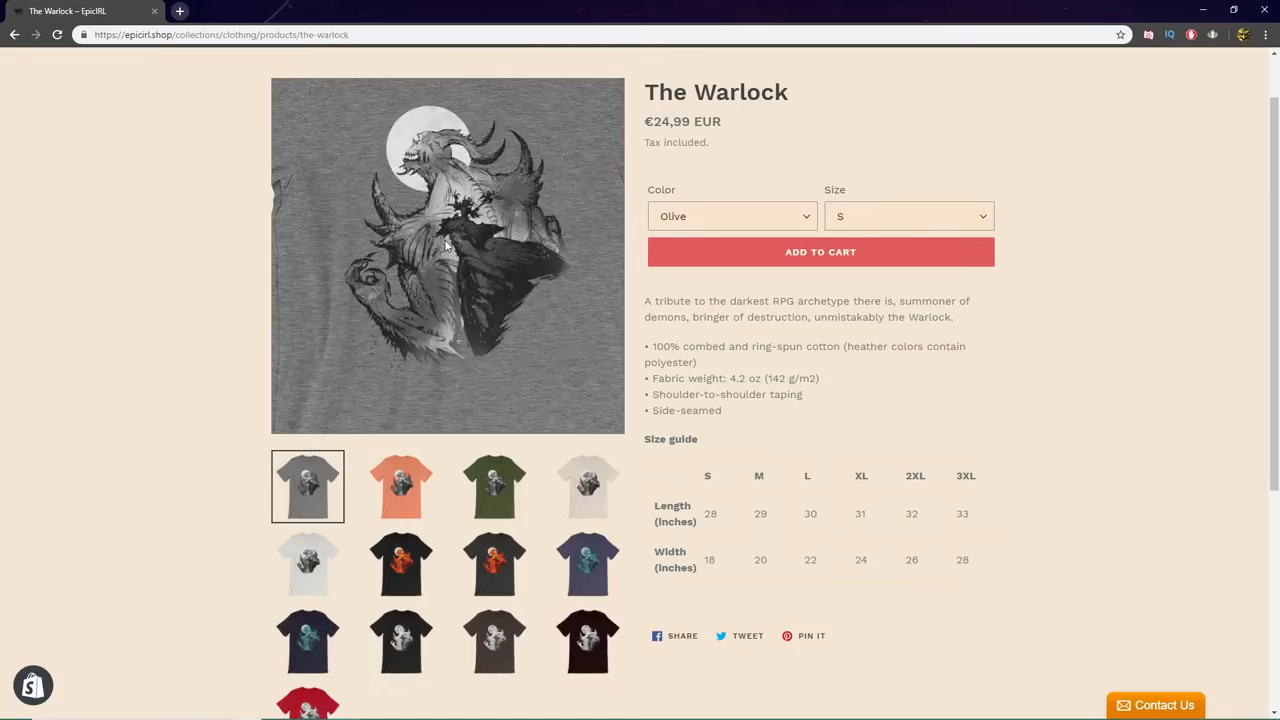 The Warlock – EpicIRL
https://epicirl.shop/collections/clothing/products/the-warlock
The Warlock
€24,99 EUR
Tax included.
Color
Size
Olive
S
ADD TO CART
A tribute to the darkest RPG archetype there is, summoner of
demons, bringer of destruction, unmistakably the Warlock.
• 100% combed and ring-spun cotton (heather colors contain
polyester)
• Fabric weight: 4.2 oz (142 g/m2)
• Shoulder-to-shoulder taping
• Side-seamed
Size guide
S M L XL 2XL 3XL
Length
(inches) 28 29 30 31 32 33
Width
(inches) 18 20 22 24 26 28
SHARE TWEET PIN IT
Contact Us